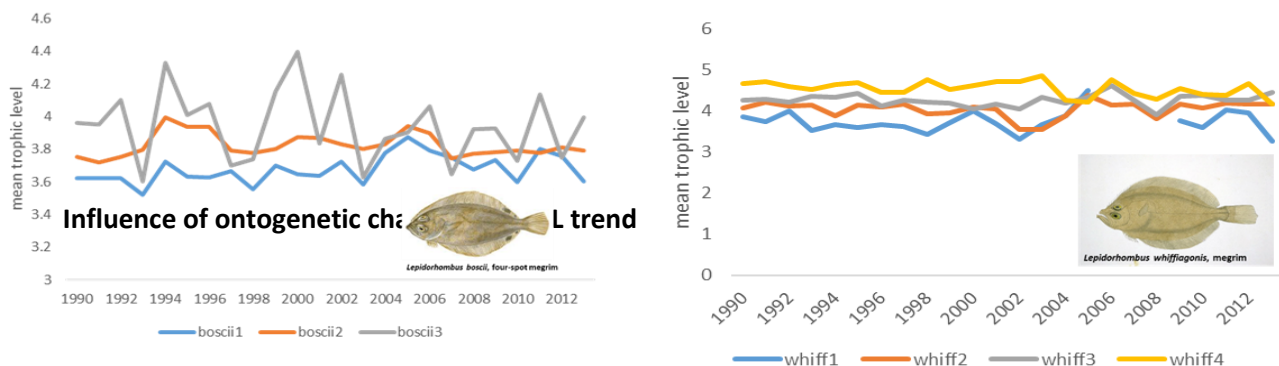 4.6
4.4
4.2
4
3.8
3.6
3.4
3.2
3
mean trophic level
Influence of ontogenetic L trend
Lepidorhombus boscii, four-spot megrim
1990 1992 1994 1996 1998 2000 2002 2004 2006 2008 2010 2012
boscii1 boscii2 boscii3
6
5
4
3
2
1
0
mean trophic level
Lepidorhombus whiffiagonis, megrim
1990 1992 1994 1996 1998 2000 2002 2004 2006 2008 2010 2012
whiff1 whiff2 whiff3 whiff4